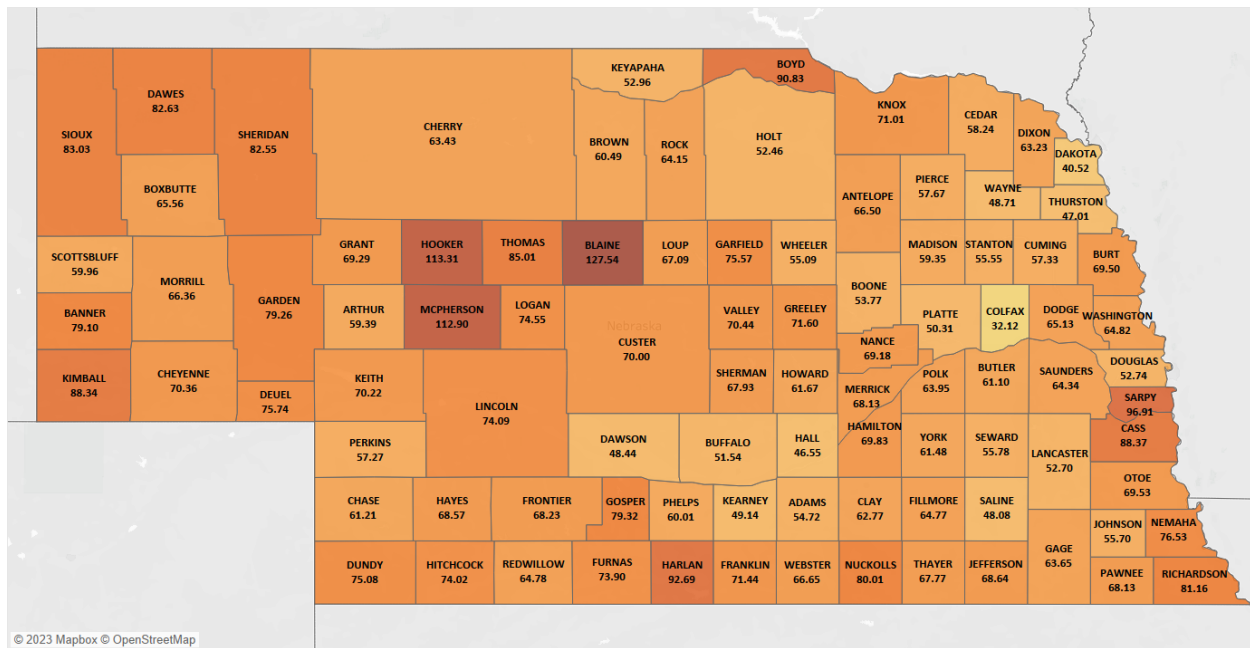 KEYAPAHA
52.96
BOYD
90.83
DAWES
82.63
SIOUX
83.03
SHERIDAN
82.55
CHERRY
63.43
BROWN
60.49
ROCK
64.15
HOLT
52.46
KNOX
71.01
CEDAR
58.24
DIXON
63.23
DAKOTA
40.52
BOXBUTTE
65.56
ANTELOPE
66.50
PIERCE
57.67
WAYNE
48.71
THURSTON
47.01
SCOTTSBLUFF
59.96
MORRILL
66.36
GARDEN
79.26
GRANT
69.29
HOOKER
113.31
THOMAS
85.01
BLAINE
127.54
LOUP
67.09
GARFIELD
75.57
WHEELER
55.09
BOONE
53.77
MADISON
59.35
STANTON
55.55
CUMING
57.33
BURT
69.50
BANNER
79.10
ARTHUR
59.39
MCPHERSON
112.90
LOGAN
74.55
Nebraska
CUSTER
70.00
VALLEY
70.44
GREELEY
71.60
NANCE
69.18
PLATTE
50.31
COLFAX
32.12
DODGE
65.13
WASHINGTON
64.82
KIMBALL
88.34
CHEYENNE
70.36
DEUEL
75.74
KEITH
70.22
LINCOLN
74.09
SHERMAN
67.93
HOWARD
61.67
MERRICK
68.13
POLK
63.95
BUTLER
61.10
SAUNDERS
64.34
DOUGLAS
52.74
SARPY
96.91
CASS
88.37
PERKINS
57.27
DAWSON
48.44
BUFFALO
51.54
HALL
46.55
HAMILTON
69.83
YORK
61.48
SEWARD
55.78
LANCASTER
52.70
OTOE
69.53
CHASE
61.21
HAYES
68.57
FRONTIER
68.23
GOSPER
79.32
PHELPS
60.01
KEARNEY
49.14
ADAMS
54.72
CLAY
62.77
FILLMORE
64.77
SALINE
48.08
GAGE
63.65
JOHNSON
55.70
NEMAHA
76.53
DUNDY
75.08
HITCHCOCK
74.02
REDWILLOW
64.78
FURNAS
73.90
HARLAN
92.69
FRANKLIN
71.44
WEBSTER
66.65
NUCKOLLS
80.01
THAYER
67.77
JEFFERSON
68.64
PAWNEE
68.13
RICHARDSON
81.16
© 2023 Mapbox © OpenStreetMap